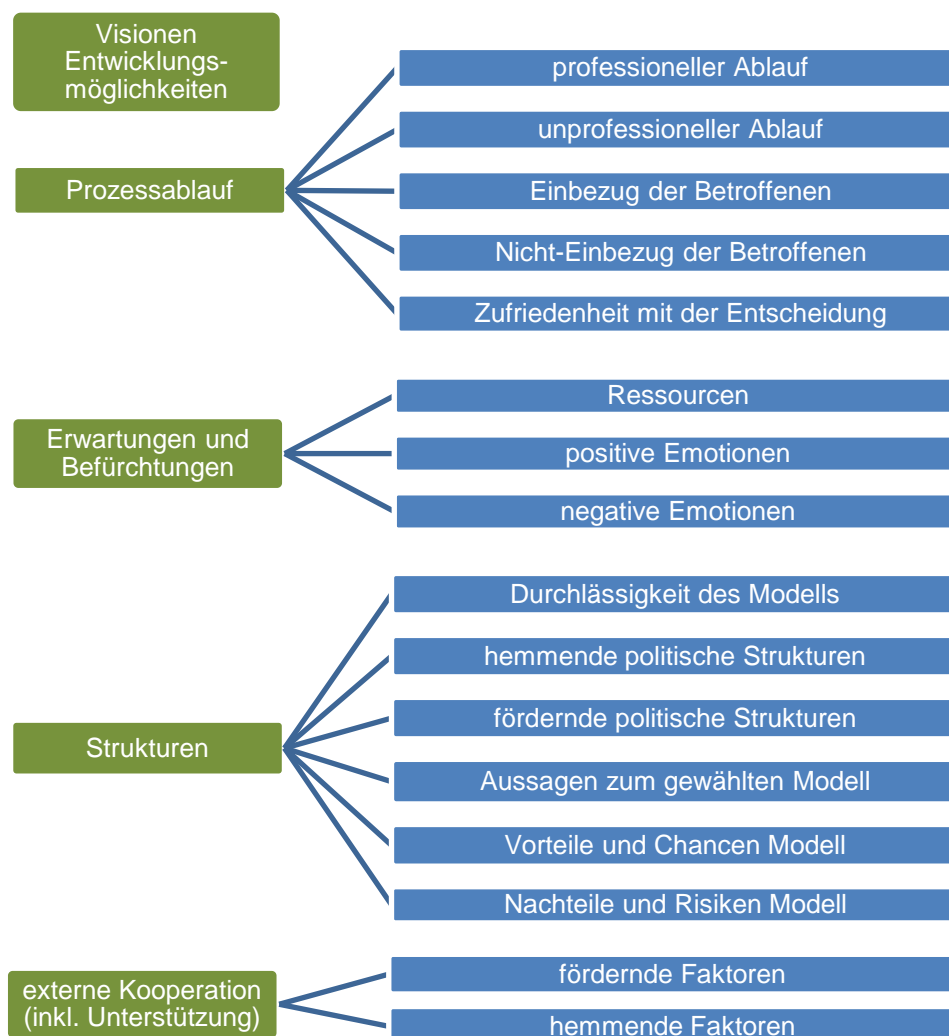 Visionen
Entwicklungs-
möglichkeiten
Prozessablauf
professioneller Ablauf
unprofessioneller Ablauf
Einbezug der Betroffenen
Nicht-Einbezug der Betroffenen
Zufriedenheit mit der Entscheidung
Erwartungen und
Befürchtungen
Ressourcen
positive Emotionen
negative Emotionen
Strukturen
Durchlässigkeit des Modells
hemmende politische Strukturen
fördernde politische Strukturen
Aussagen zum gewählten Modell
Vorteile und Chancen Modell
Nachteile und Risiken Modell
externe Kooperation
(inkl. Unterstützung)
fördernde Faktoren
hemmende Faktoren